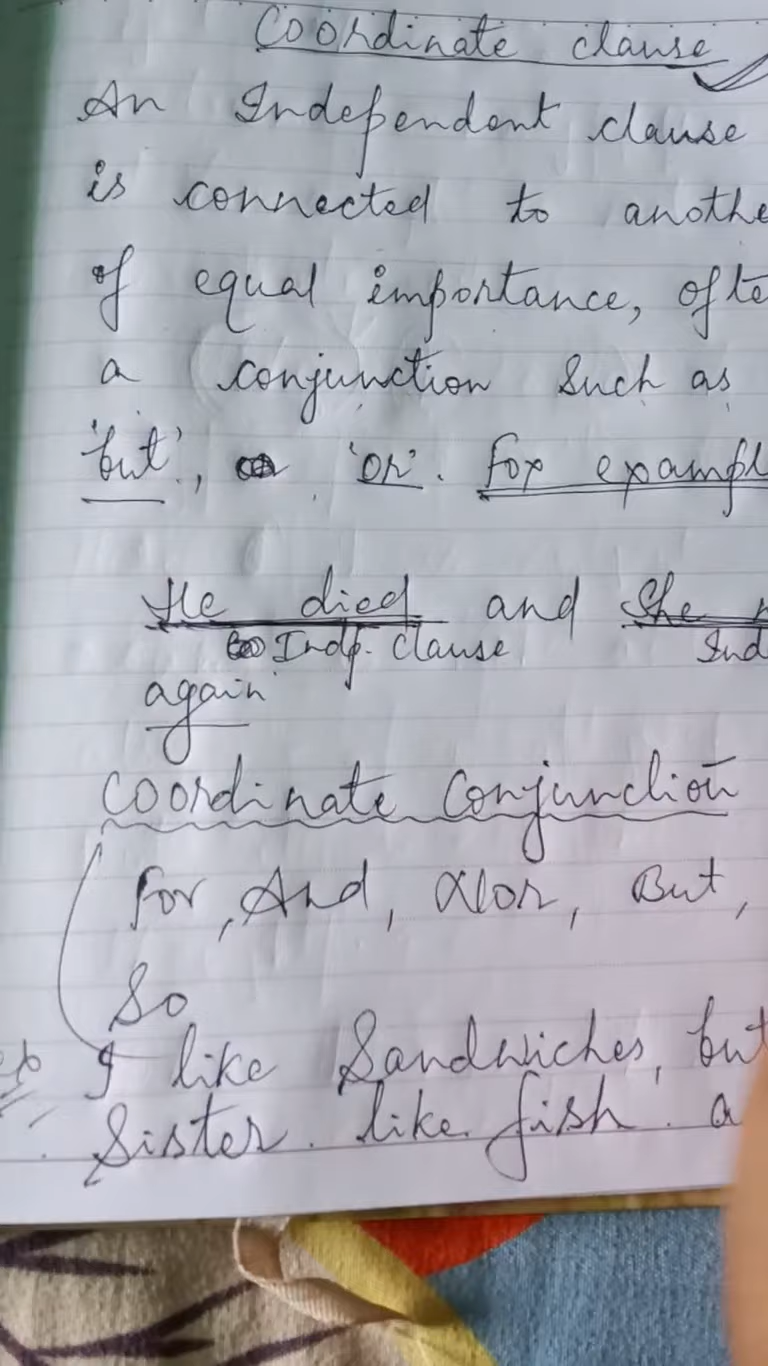 Coordinate clause
An Independent clause
is connected to anothe
of equal importance, ofte
a conjunction such as
'but', 'or'. for exampl
He died and She
Indp. clause Ind
again
Coordinate Conjunction
For, And, Nor, But,
So
I like Sandwiches, but
Sister. like fish. a